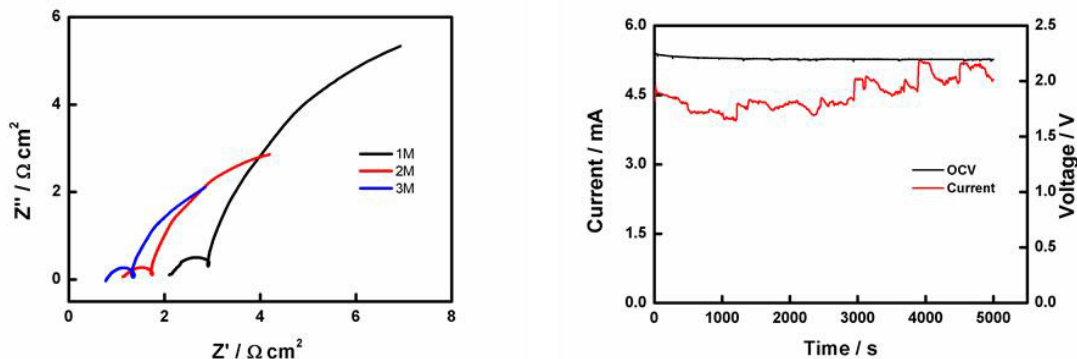 6
4
2
0
Z'' / Ω cm²
1M
2M
3M
0 2 4 6 8
Z' / Ω cm²
6.0
4.5
3.0
1.5
0.0
Current / mA
OCV
Current
2.5
2.0
1.5
1.0
0.5
0.0
Voltage / V
0 1000 2000 3000 4000 5000
Time / s